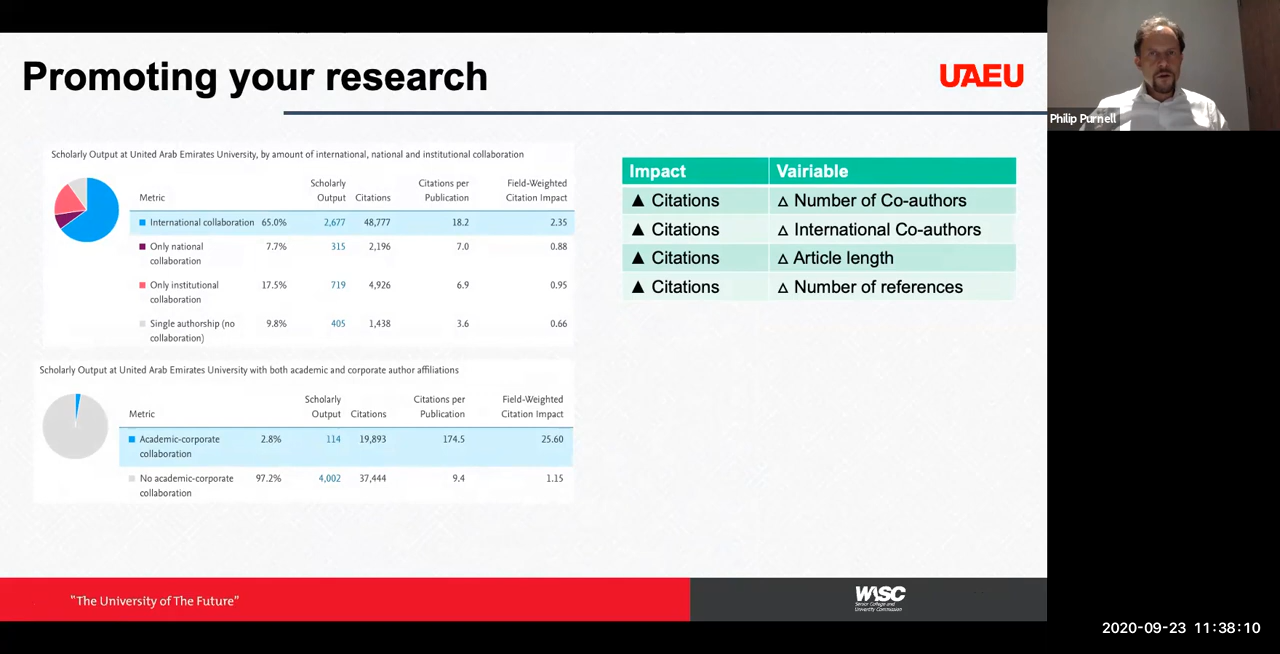 Promoting your research
UAEU
Philip Purnell
Scholarly Output at United Arab Emirates University, by amount of international, national and institutional collaboration
Metric Scholarly Output Citations Citations per Publication Field-Weighted Citation Impact
International collaboration 65.0% 2,677 48,777 18.2 2.35
Only national collaboration 7.7% 315 2,196 7.0 0.88
Only institutional collaboration 17.5% 719 4,926 6.9 0.95
Single authorship (no collaboration) 9.8% 405 1,438 3.6 0.66
Scholarly Output at United Arab Emirates University with both academic and corporate author affiliations
Metric Scholarly Output Citations Citations per Publication Field-Weighted Citation Impact
Academic-corporate collaboration 2.8% 114 19,893 174.5 25.60
No academic-corporate collaboration 97.2% 4,002 37,444 9.4 1.15
Impact Vairiable
▲ Citations △ Number of Co-authors
▲ Citations △ International Co-authors
▲ Citations △ Article length
▲ Citations △ Number of references
"The University of The Future"
WASC
Senior College and
University Commission
2020-09-23 11:38:10